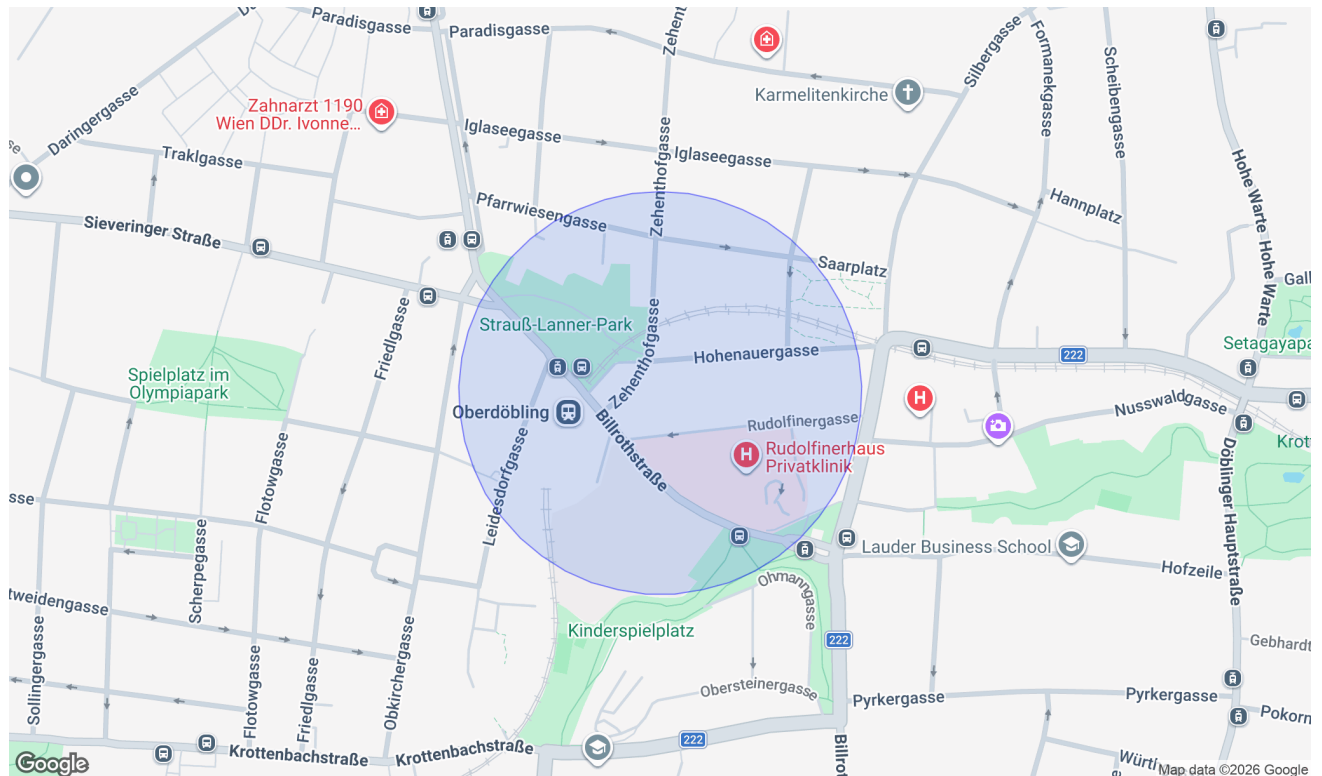 Paradisgasse
Paradisgasse
Zehenthofgasse
Silbergasse
Formanekgasse
Scheibengasse
Karmelitenkirche
Zahnarzt 1190
Wien DDr. Ivonne...
Daringergasse
Iglaseegasse
Iglaseegasse
Zehenthofgasse
Traklgasse
Hohe Warte
Hohe Warte
Hannplatz
Pfarrwiesengasse
Sieveringer Straße
Saarplatz
Gall
Strauß-Lanner-Park
Zehenthofgasse
Friedlgasse
Setagayapa
Hohenauergasse
222
Spielplatz im
Olympiapark
Oberdöbling
H
Nusswaldgasse
Rudolfinergasse
Billrothstraße
H
Rudolfinerhaus
Privatklinik
Krott
Döblinger Hauptstraße
Flotowgasse
Leidesdorfgasse
sse
Lauder Business School
Hofzeile
Scherpegasse
Ohmanngasse
tweidengasse
Kinderspielplatz
222
Gebhardt
Sollingergasse
Flotowgasse
Friedlgasse
Obkirchergasse
Obersteinergasse
Pyrkergasse
Pyrkergasse
Pokorn
222
Krottenbachstraße
Krottenbachstraße
Billrot
Würti
Google
Map data ©2026 Google